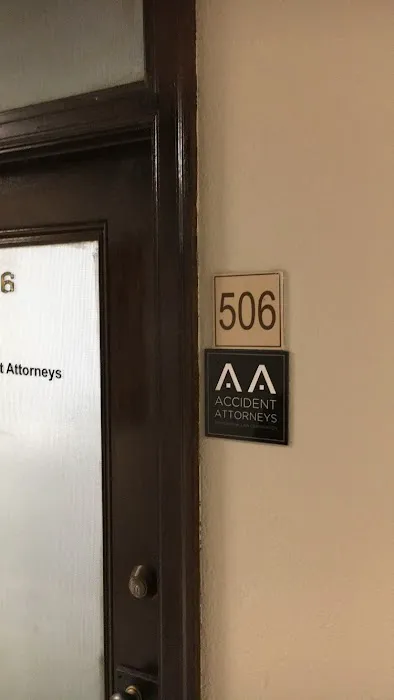 6
t Attorneys
506
AA
ACCIDENT
ATTORNEYS